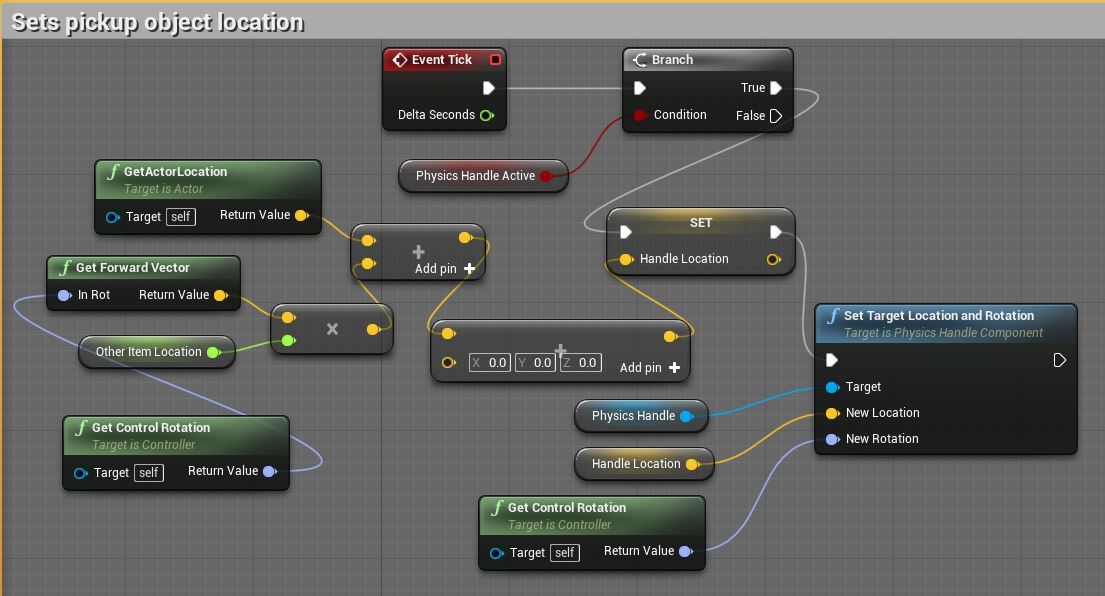 Sets pickup object location
Event Tick
Delta Seconds
Branch
True
Condition
False
Physics Handle Active
GetActorLocation
Target is Actor
Target self
Return Value
+
Add pin +
SET
Handle Location
Get Forward Vector
In Rot
Return Value
×
Other Item Location
X 0.0 Y 0.0 Z 0.0
+
Add pin +
Set Target Location and Rotation
Target is Physics Handle Component
Target
New Location
New Rotation
Physics Handle
Handle Location
Get Control Rotation
Target is Controller
Target self
Return Value
Get Control Rotation
Target is Controller
Target self
Return Value